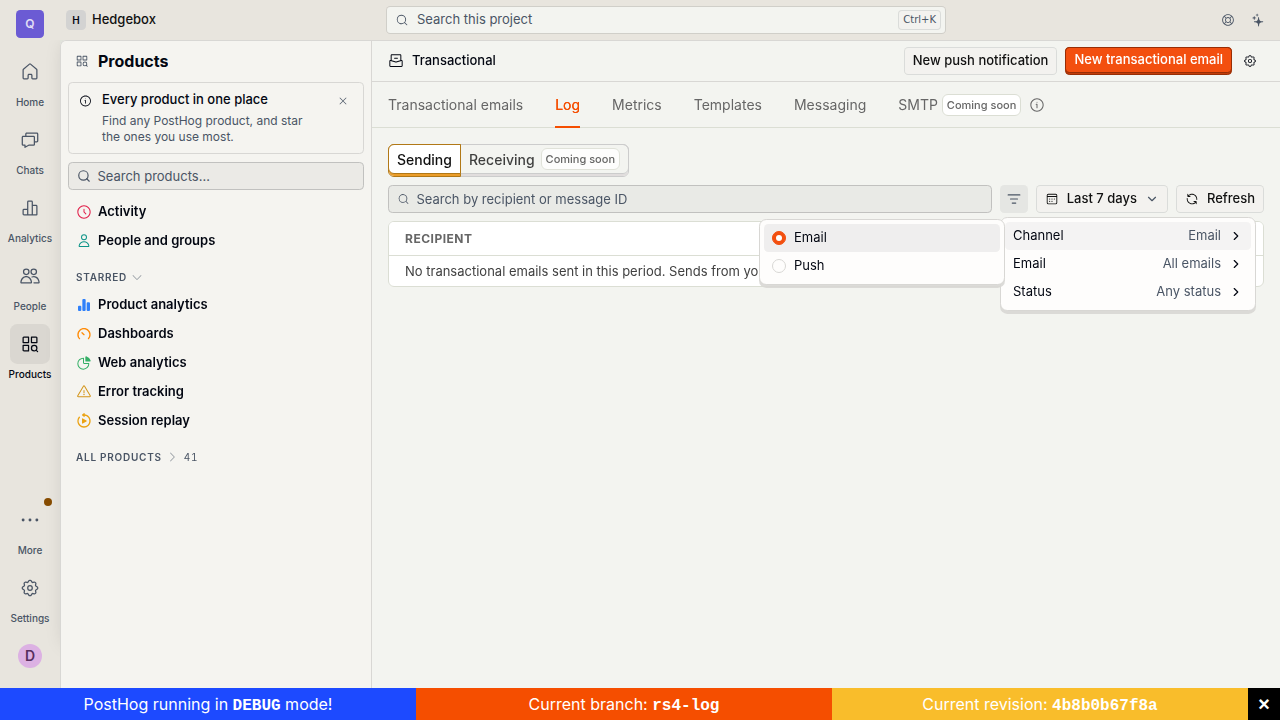 Q
H Hedgebox
Search this project
Ctrl+K
Home
Chats
Analytics
People
Products
More
Settings
D
Products
Every product in one place
Find any PostHog product, and star
the ones you use most.
Search products...
Activity
People and groups
STARRED
Product analytics
Dashboards
Web analytics
Error tracking
Session replay
ALL PRODUCTS 41
Transactional
New push notification
New transactional email
Transactional emails
Log
Metrics
Templates
Messaging
SMTP Coming soon
Sending
Receiving Coming soon
Search by recipient or message ID
Last 7 days
Refresh
RECIPIENT
No transactional emails sent in this period. Sends from yo
Email
Push
Channel Email
Email All emails
Status Any status
PostHog running in DEBUG mode!
Current branch: rs4-log
Current revision: 4b8b0b67f8a
×